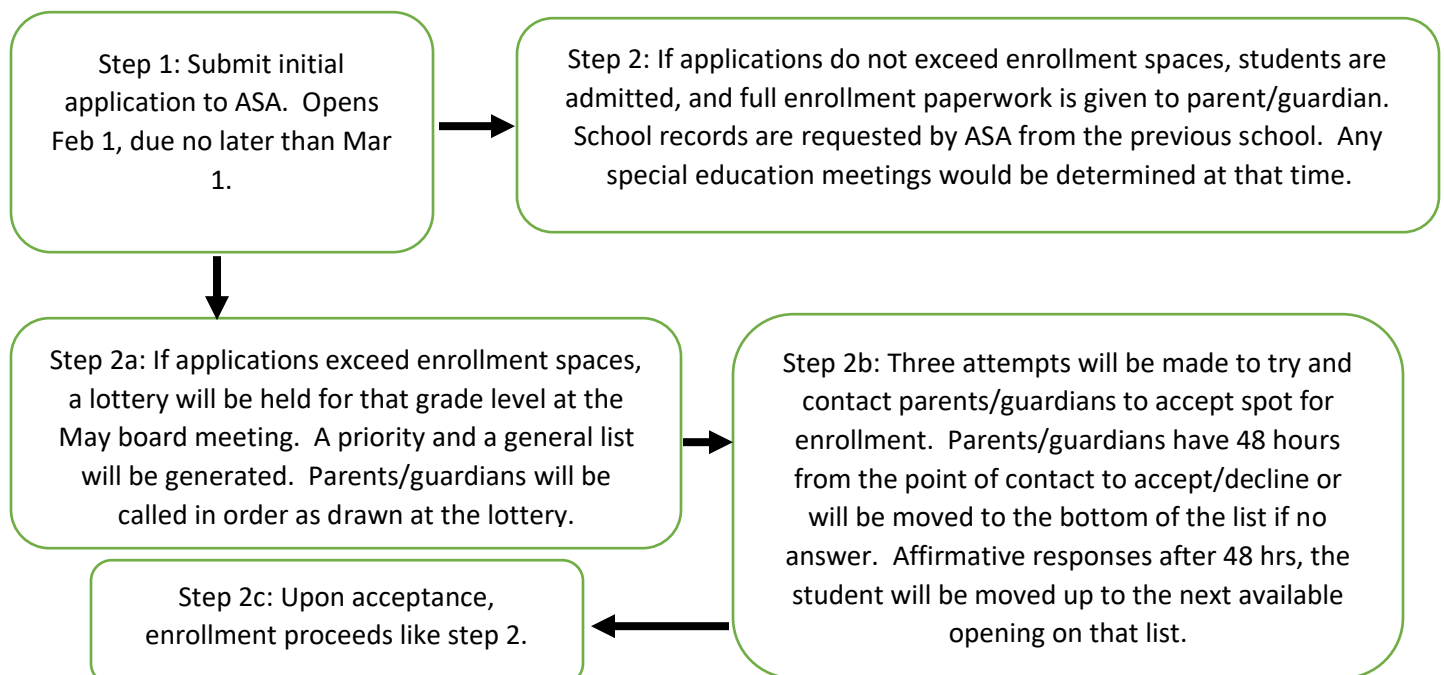 Step 1: Submit initial
application to ASA.  Opens
Feb 1, due no later than Mar
1.
Step 2: If applications do not exceed enrollment spaces, students are
admitted, and full enrollment paperwork is given to parent/guardian.
School records are requested by ASA from the previous school.  Any
special education meetings would be determined at that time.
Step 2a: If applications exceed enrollment spaces,
a lottery will be held for that grade level at the
May board meeting.  A priority and a general list
will be generated.  Parents/guardians will be
called in order as drawn at the lottery.
Step 2b: Three attempts will be made to try and
contact parents/guardians to accept spot for
enrollment.  Parents/guardians have 48 hours
from the point of contact to accept/decline or
will be moved to the bottom of the list if no
answer.  Affirmative responses after 48 hrs, the
student will be moved up to the next available
opening on that list.
Step 2c: Upon acceptance,
enrollment proceeds like step 2.